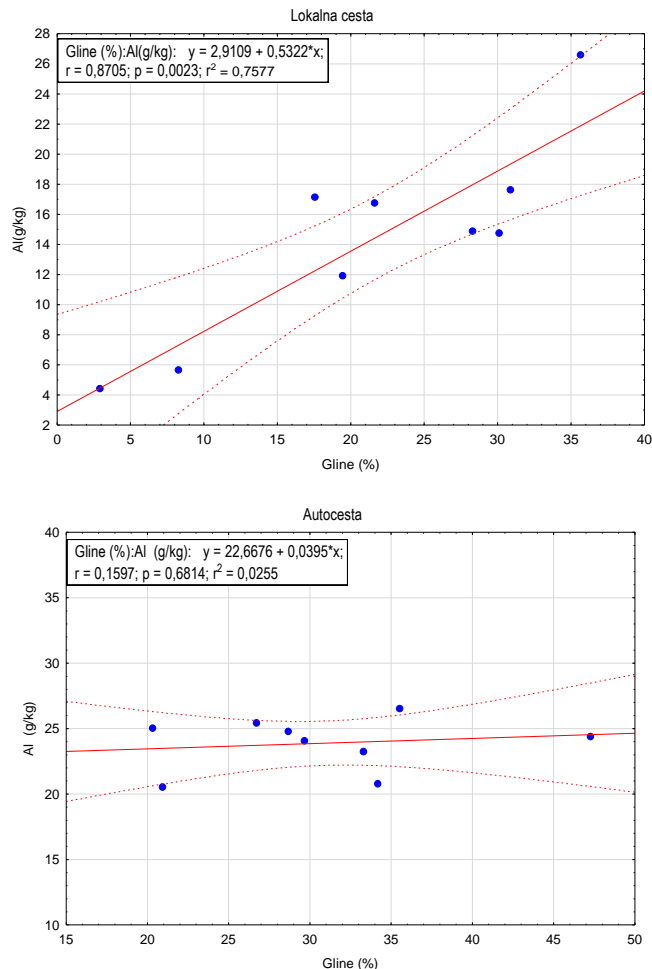 Lokalna cesta
28
26
24
22
20
18
16
14
12
10
8
6
4
2
Gline (%):Al(g/kg): y = 2,9109 + 0,5322*x;
r = 0,8705; p = 0,0023; r² = 0,7577
Al(g/kg)
0 5 10 15 20 25 30 35 40
Gline (%)
Autocesta
40
35
30
25
20
15
10
Gline (%):Al (g/kg): y = 22,6676 + 0,0395*x;
r = 0,1597; p = 0,6814; r² = 0,0255
Al (g/kg)
15 20 25 30 35 40 45 50
Gline (%)